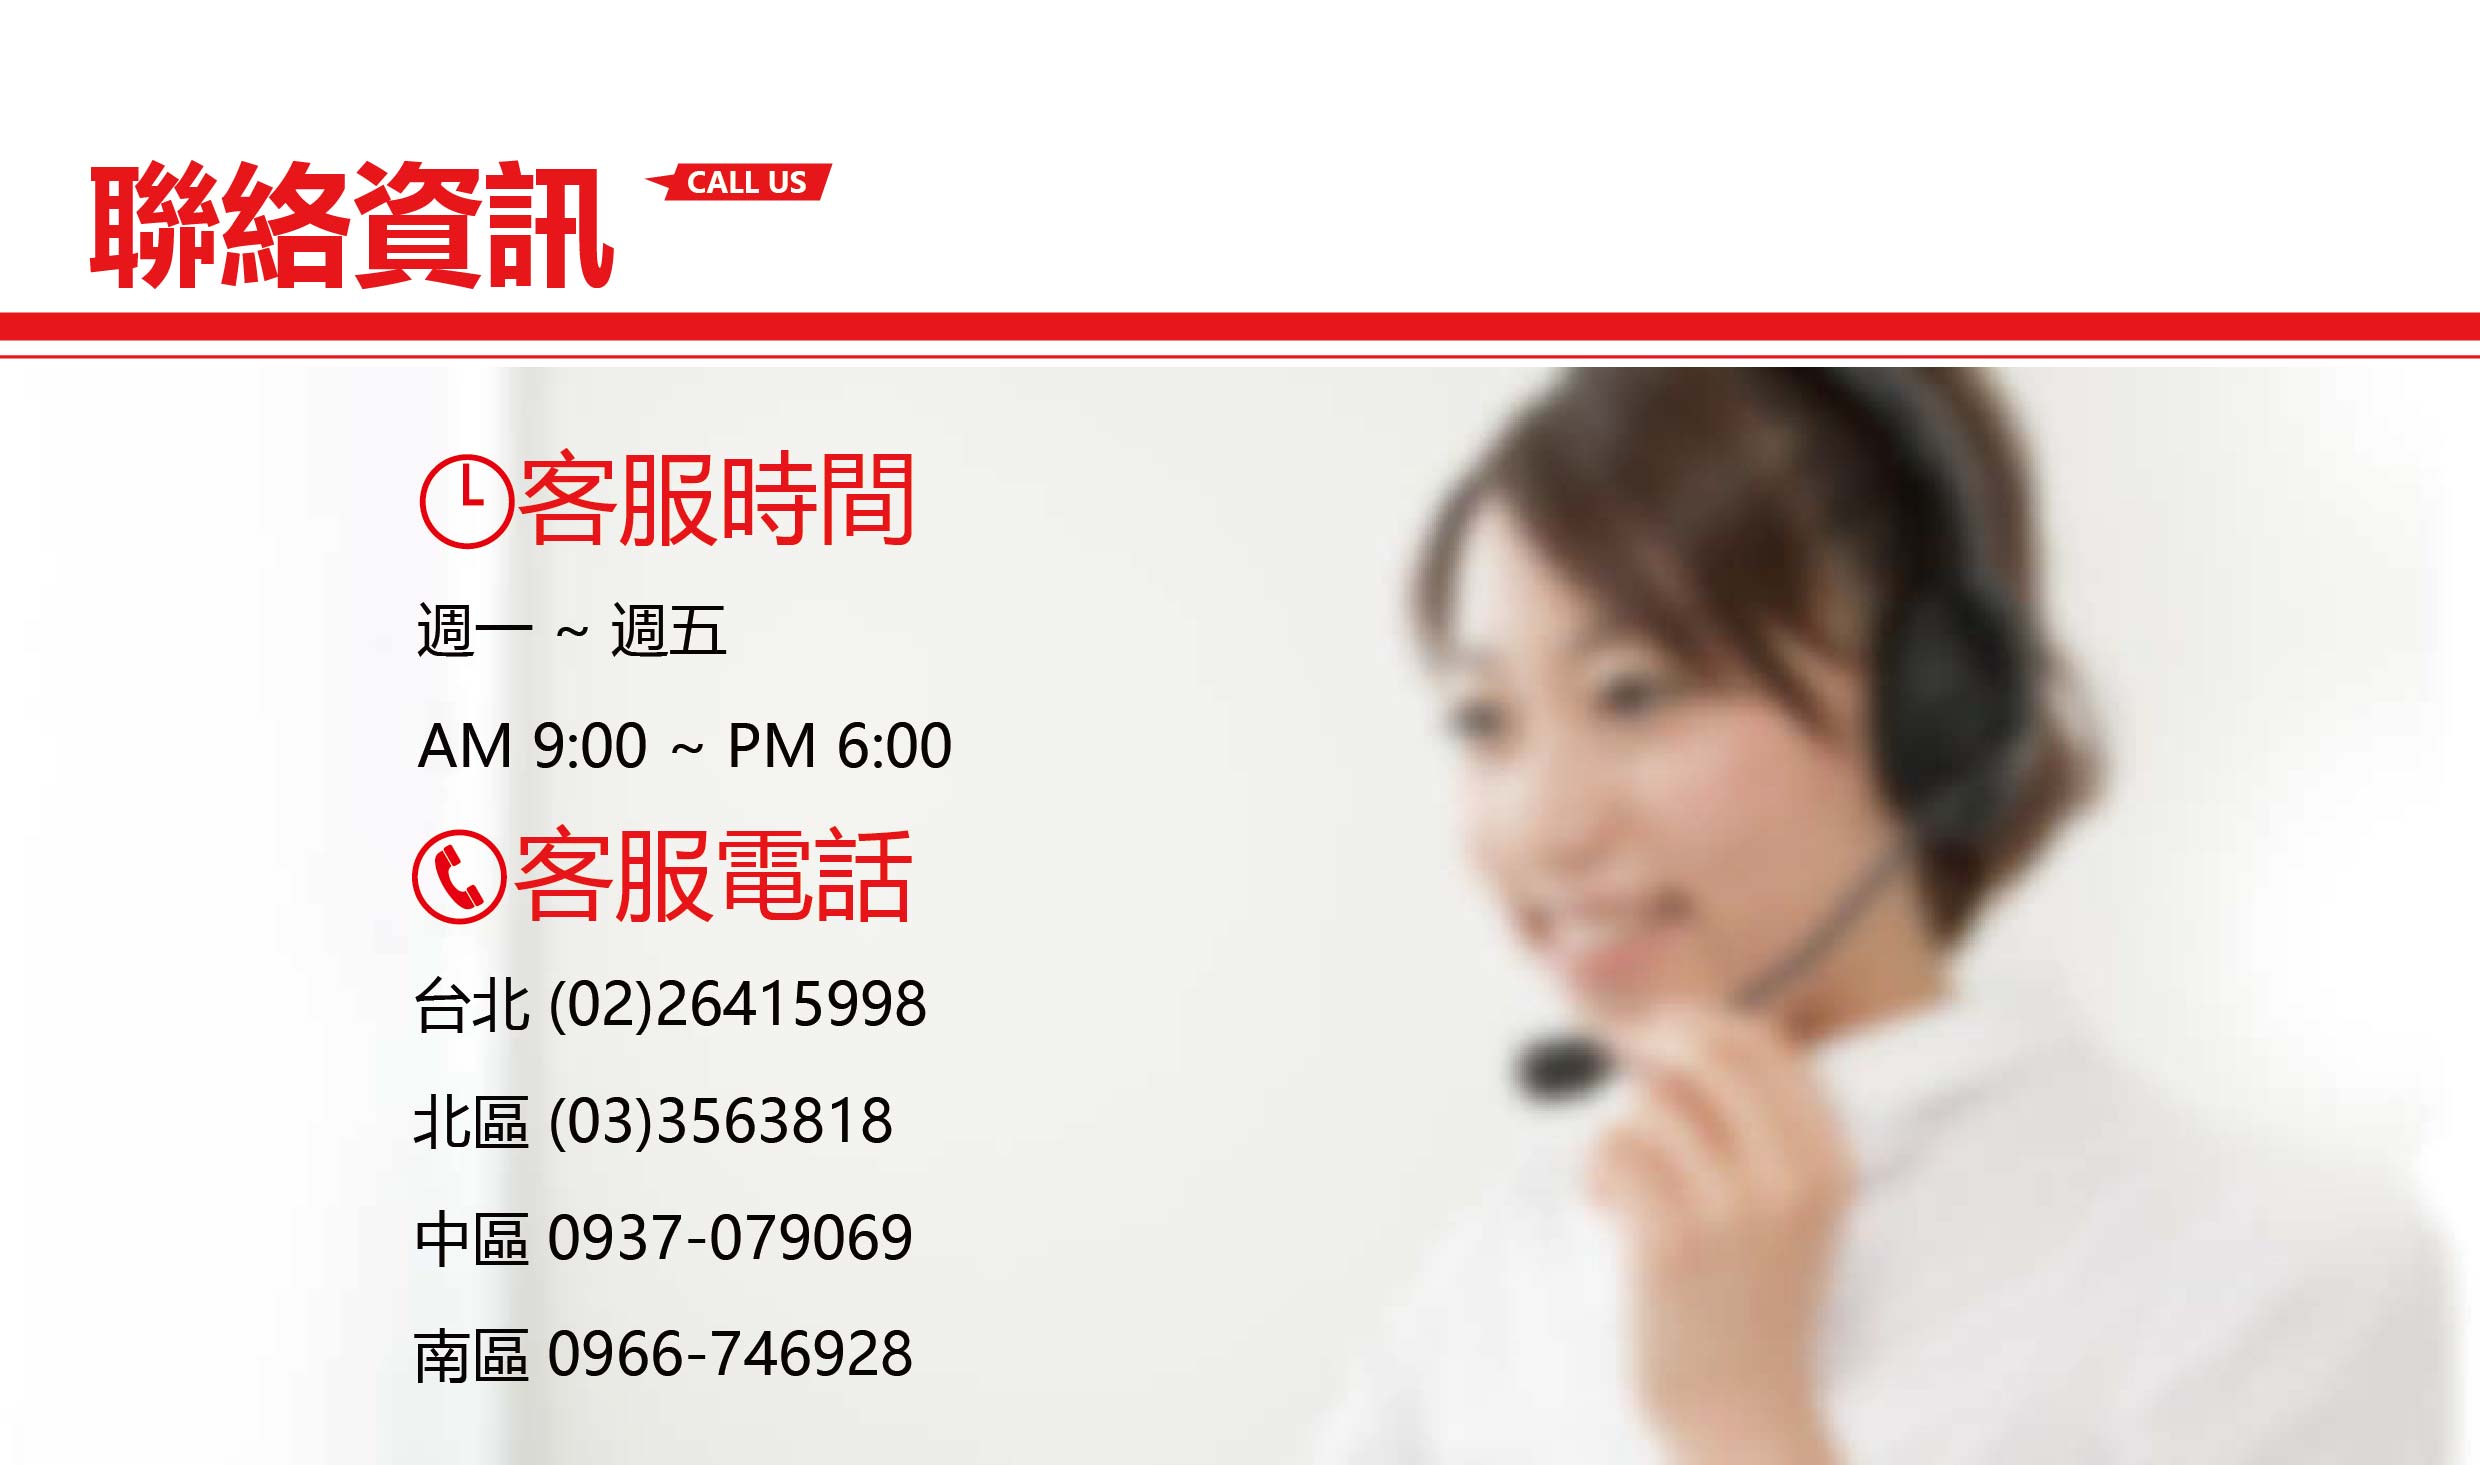 聯絡資訊 CALL US
客服時間
週一 ~ 週五
AM 9:00 ~ PM 6:00
客服電話
台北 (02)26415998
北區 (03)3563818
中區 0937-079069
南區 0966-746928